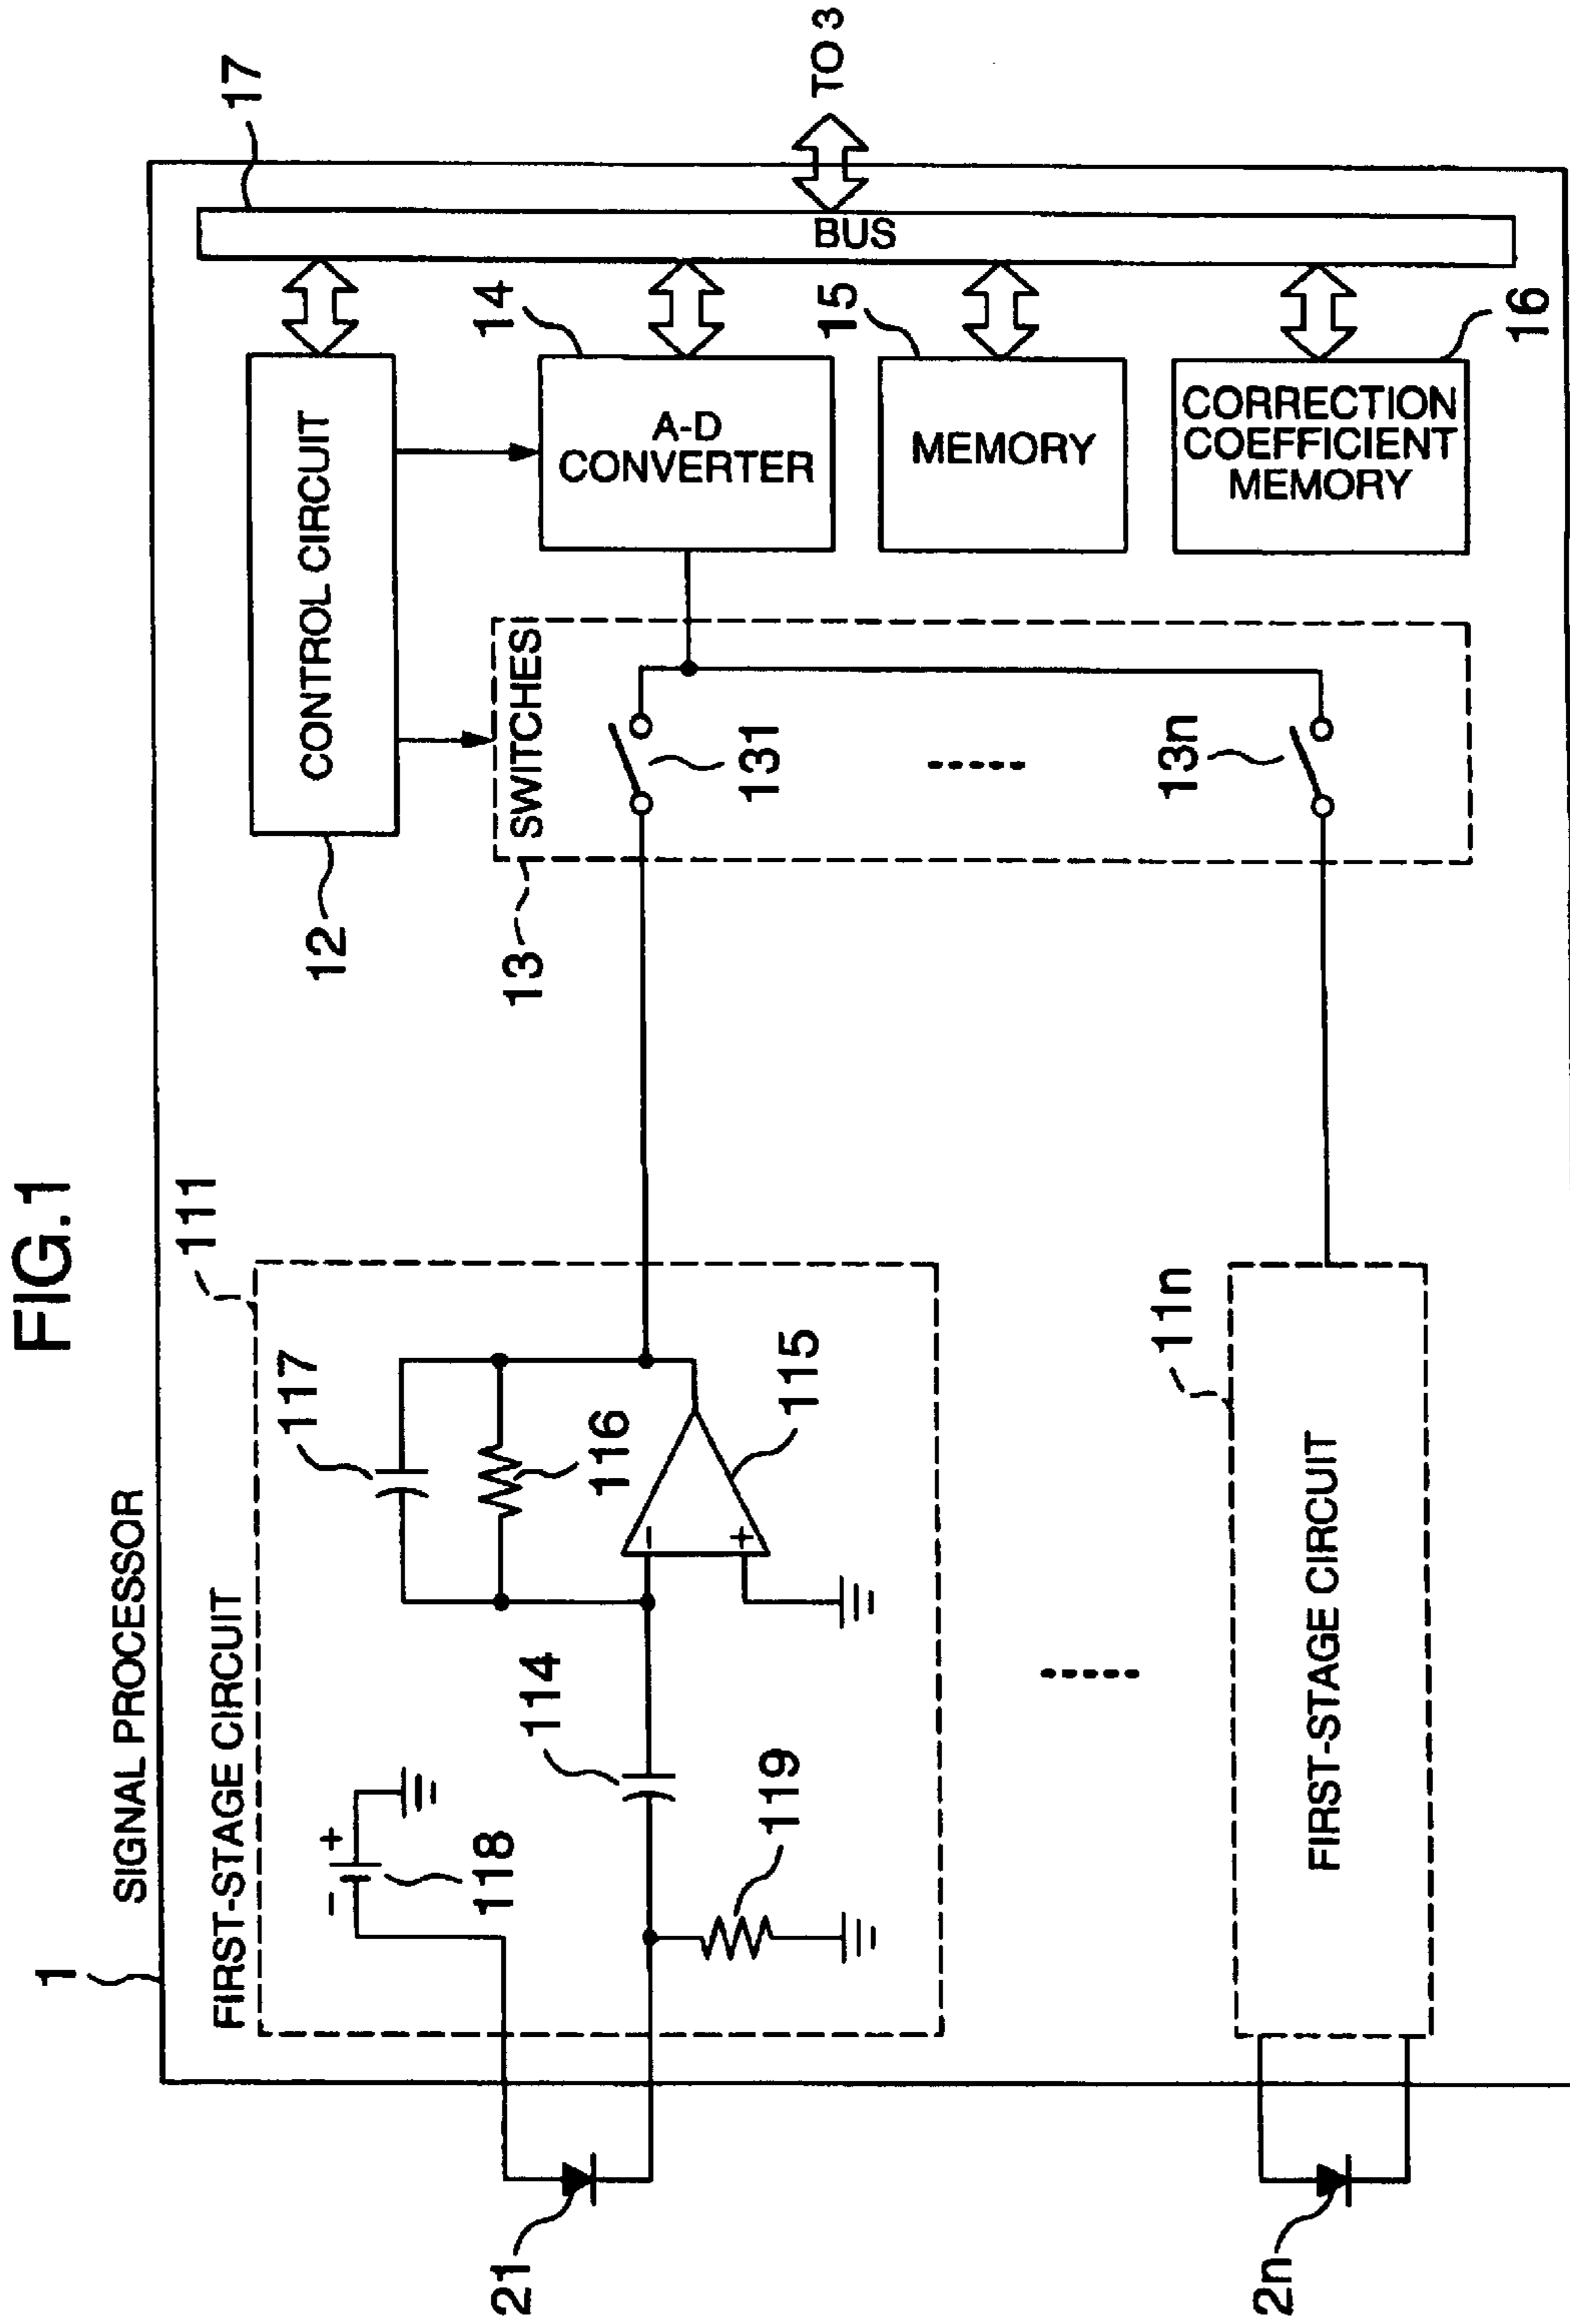 FIG.1
SIGNAL PROCESSOR
1
FIRST-STAGE CIRCUIT
111
117
116
115
114
118
− +
119
− +
21
11n
FIRST-STAGE CIRCUIT
2n
12
CONTROL CIRCUIT
13
SWITCHES
131
13n
14
A-D
CONVERTER
15
MEMORY
16
CORRECTION
COEFFICIENT
MEMORY
17
BUS
TO 3